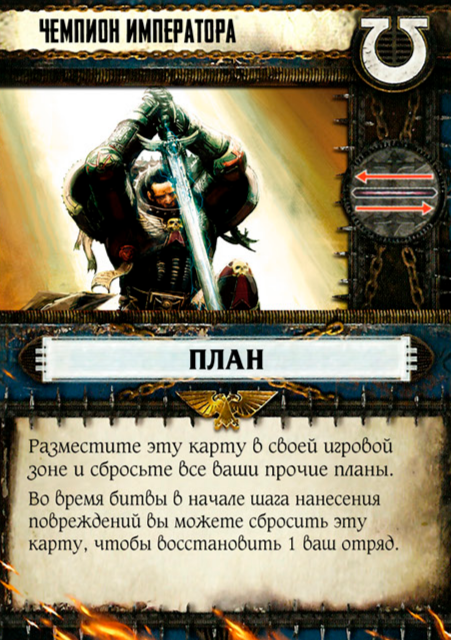 ЧЕМПИОН ИМПЕРАТОРА
ПЛАН
Разместите эту карту в своей игровой
зоне и сбросьте все ваши прочие планы.
Во время битвы в начале шага нанесения
повреждений вы можете сбросить эту
карту, чтобы восстановить 1 ваш отряд.